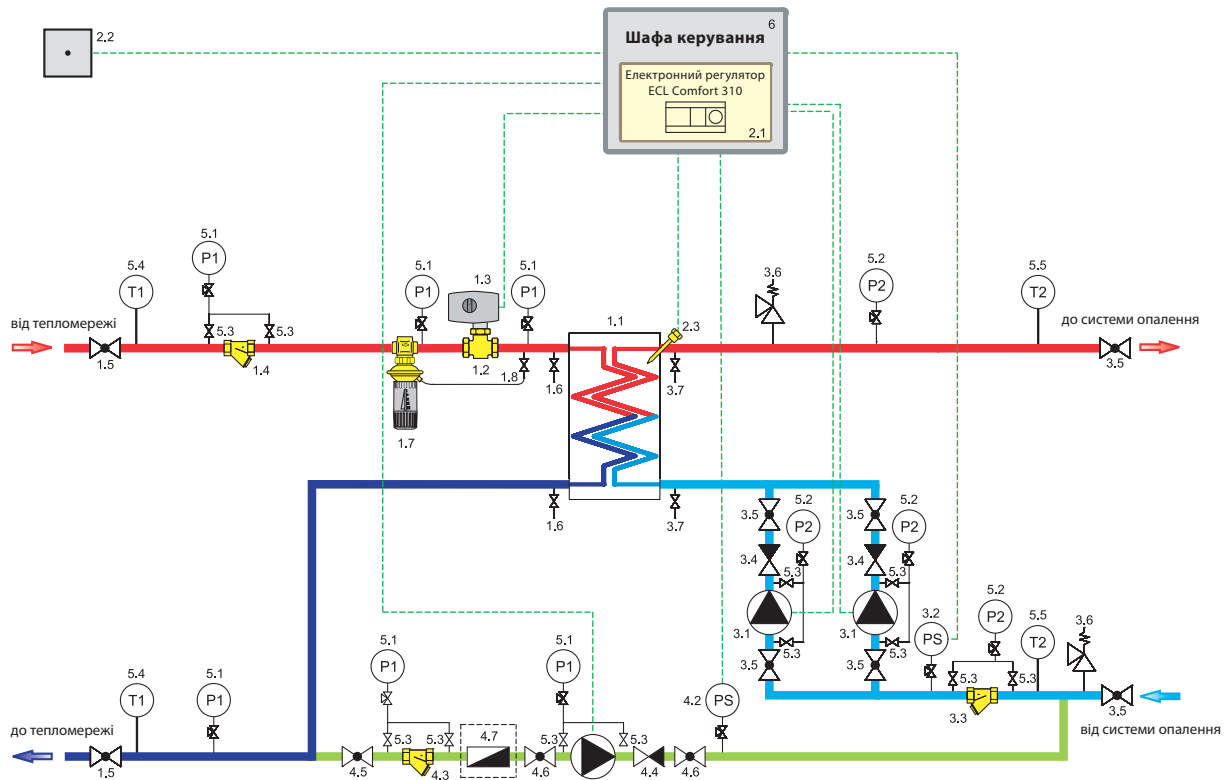 6
Шафа керування
Електронний регулятор
ECL Comfort 310
2.1
2.2
5.1
P1
5.4
T1
5.3
5.3
1.4
від тепломережі
1.5
5.1
P1
1.3
5.1
P1
1.2
1.8
1.7
1.6
1.1
2.3
3.7
3.6
5.2
P2
5.5
T2
до системи опалення
3.5
1.6
3.7
3.5
5.2
P2
3.5
5.2
P2
3.4
5.3
3.4
5.3
3.1
5.3
3.1
5.3
3.5
3.5
3.2
PS
5.2
P2
5.3
5.3
3.3
5.5
T2
3.6
3.5
від системи опалення
5.4
T1
5.1
P1
до тепломережі
1.5
5.1
P1
5.3
5.3
4.5
4.3
4.7
4.6
5.1
P1
5.3
5.3
4.4
4.6
4.2
PS